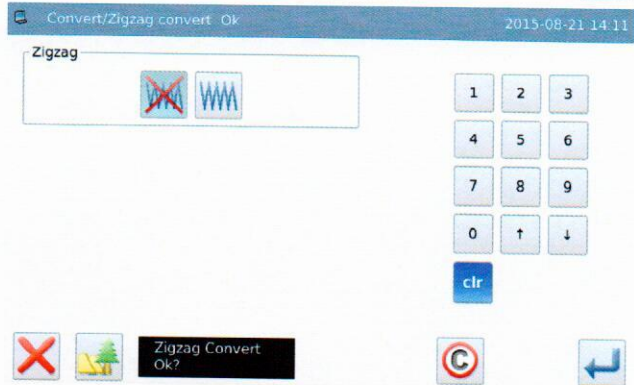 Convert/Zigzag convert Ok 2015-08-21 14:11
Zigzag
1 2 3
4 5 6
7 8 9
0 ↑ ↓
clr
Zigzag Convert
Ok?
C